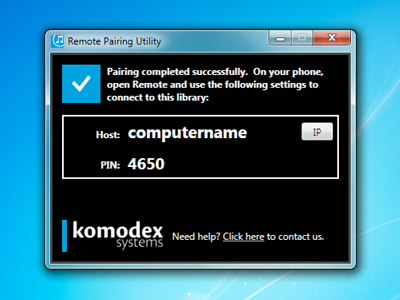 Remote Pairing Utility
Pairing completed successfully.  On your phone,
open Remote and use the following settings to
connect to this library:
Host: computername
IP
PIN: 4650
komodex
systems
Need help? Click here to contact us.